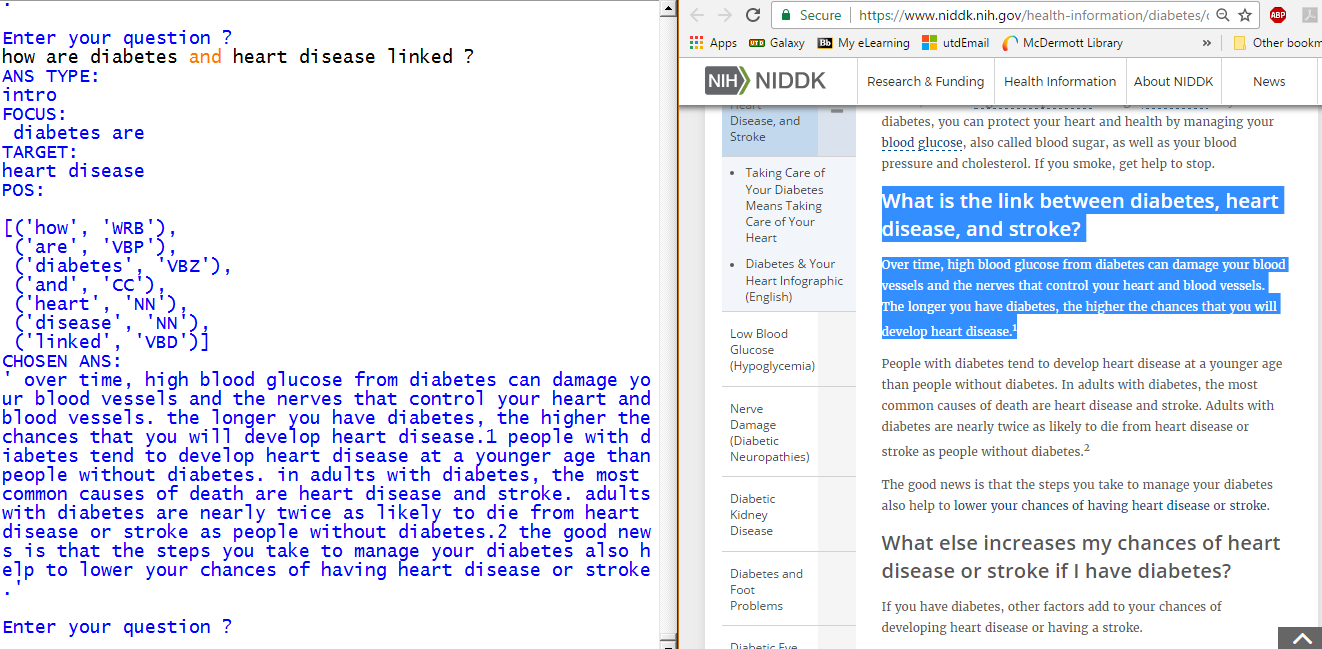 .
Enter your question ?
how are diabetes and heart disease linked ?
ANS TYPE:
intro
FOCUS:
 diabetes are
TARGET:
heart disease
POS:
[('how', 'WRB'),
 ('are', 'VBP'),
 ('diabetes', 'VBZ'),
 ('and', 'CC'),
 ('heart', 'NN'),
 ('disease', 'NN'),
 ('linked', 'VBD')]
CHOSEN ANS:
' over time, high blood glucose from diabetes can damage yo
ur blood vessels and the nerves that control your heart and
blood vessels. the longer you have diabetes, the higher the
chances that you will develop heart disease.1 people with d
iabetes tend to develop heart disease at a younger age than
people without diabetes. in adults with diabetes, the most
common causes of death are heart disease and stroke. adults
with diabetes are nearly twice as likely to die from heart
disease or stroke as people without diabetes.2 the good new
s is that the steps you take to manage your diabetes also h
elp to lower your chances of having heart disease or stroke
.'
Enter your question ?
Secure
https://www.niddk.nih.gov/health-information/diabetes/
ABP
Apps
UTD Galaxy
Bb My eLearning
utdEmail
McDermott Library
»
Other bookm
NIH NIDDK
Research & Funding
Health Information
About NIDDK
News
Heart
Disease, and
Stroke
• Taking Care of
Your Diabetes
Means Taking
Care of Your
Heart
• Diabetes & Your
Heart Infographic
(English)
Low Blood
Glucose
(Hypoglycemia)
Nerve
Damage
(Diabetic
Neuropathies)
Diabetic
Kidney
Disease
Diabetes and
Foot
Problems
Diabetic Eye
diabetes, you can protect your heart and health by managing your
blood glucose, also called blood sugar, as well as your blood
pressure and cholesterol. If you smoke, get help to stop.
What is the link between diabetes, heart
disease, and stroke?
Over time, high blood glucose from diabetes can damage your blood
vessels and the nerves that control your heart and blood vessels.
The longer you have diabetes, the higher the chances that you will
develop heart disease.1
People with diabetes tend to develop heart disease at a younger age
than people without diabetes. In adults with diabetes, the most
common causes of death are heart disease and stroke. Adults with
diabetes are nearly twice as likely to die from heart disease or
stroke as people without diabetes.2
The good news is that the steps you take to manage your diabetes
also help to lower your chances of having heart disease or stroke.
What else increases my chances of heart
disease or stroke if I have diabetes?
If you have diabetes, other factors add to your chances of
developing heart disease or having a stroke.